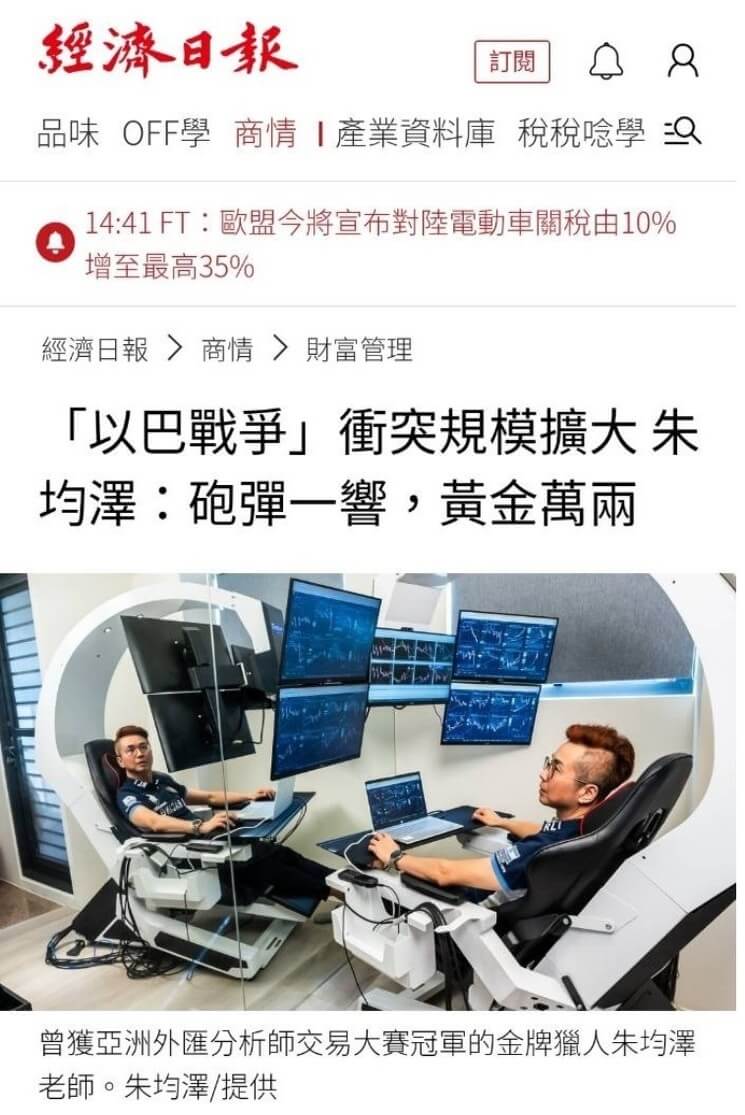 經濟日報
訂閱
品味 OFF學 商情 產業資料庫 稅稅唸學
14:41 FT：歐盟今將宣布對陸電動車關稅由10%
增至最高35%
經濟日報 > 商情 > 財富管理
「以巴戰爭」衝突規模擴大 朱
均澤：砲彈一響，黃金萬兩
曾獲亞洲外匯分析師交易大賽冠軍的金牌獵人朱均澤
老師。朱均澤/提供